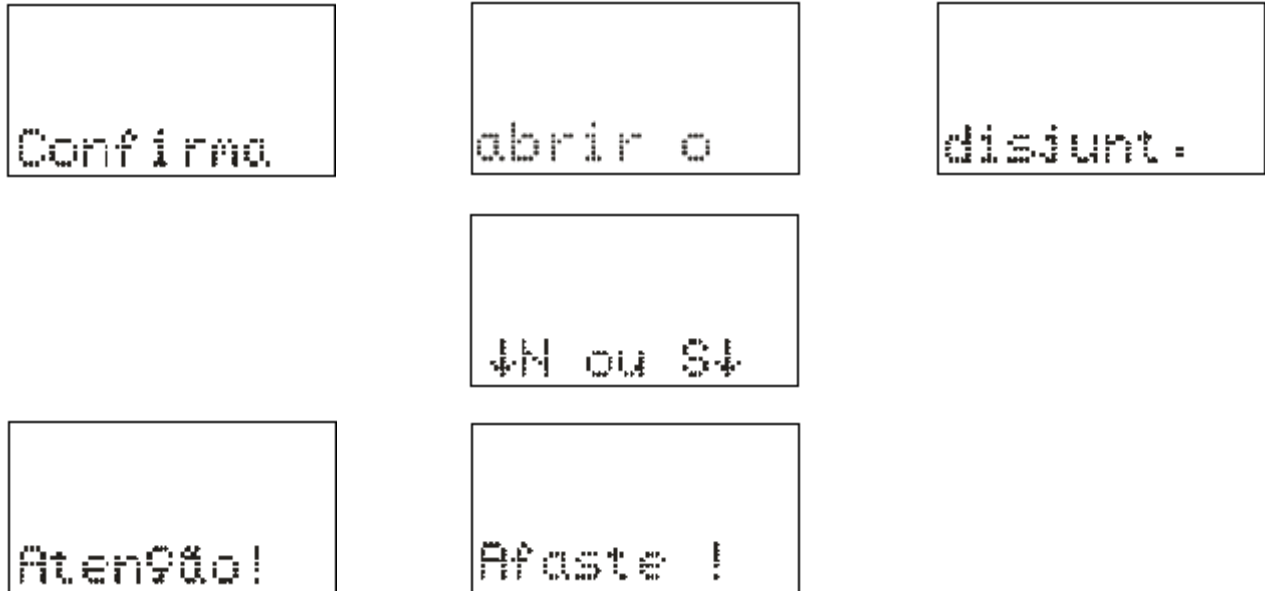 Confirma abrir o disjunt.
↓N ou S↓
Atenção! Afaste !